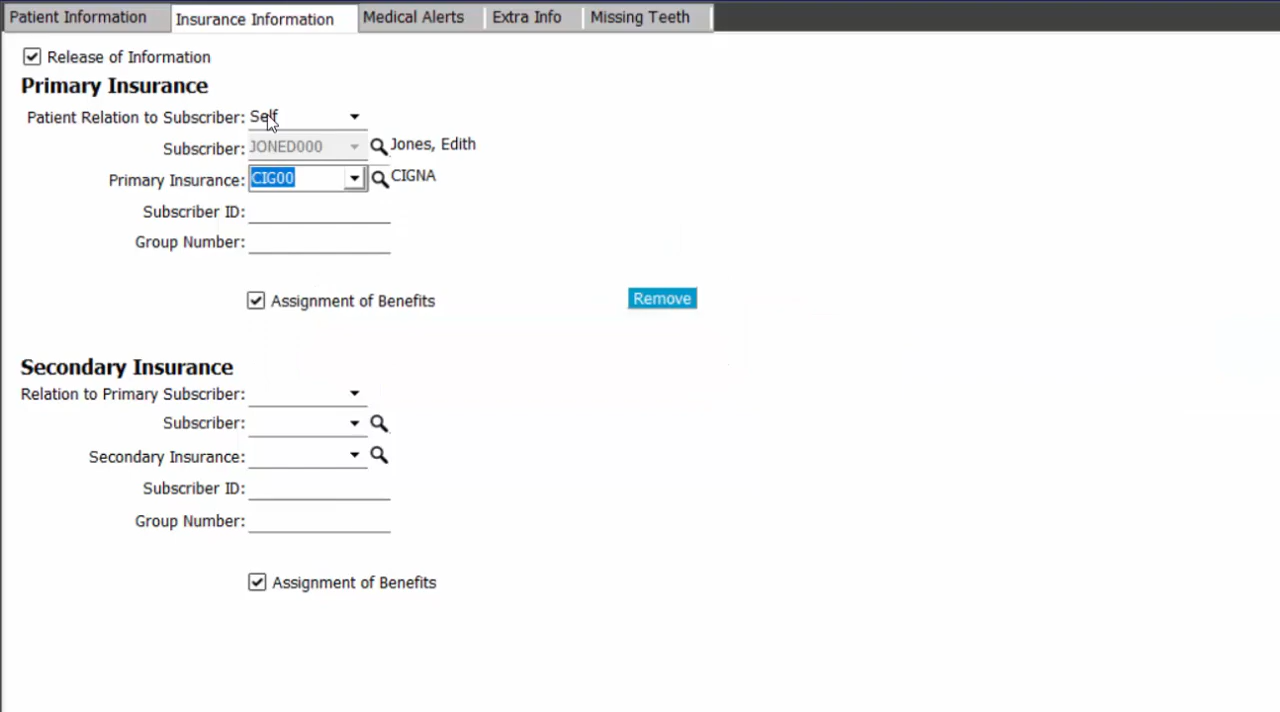 Patient Information Insurance Information Medical Alerts Extra Info Missing Teeth
Release of Information
Primary Insurance
Patient Relation to Subscriber: Self
Subscriber: JONED000 Jones, Edith
Primary Insurance: CIG00 CIGNA
Subscriber ID:
Group Number:
Assignment of Benefits Remove
Secondary Insurance
Relation to Primary Subscriber:
Subscriber:
Secondary Insurance:
Subscriber ID:
Group Number:
Assignment of Benefits